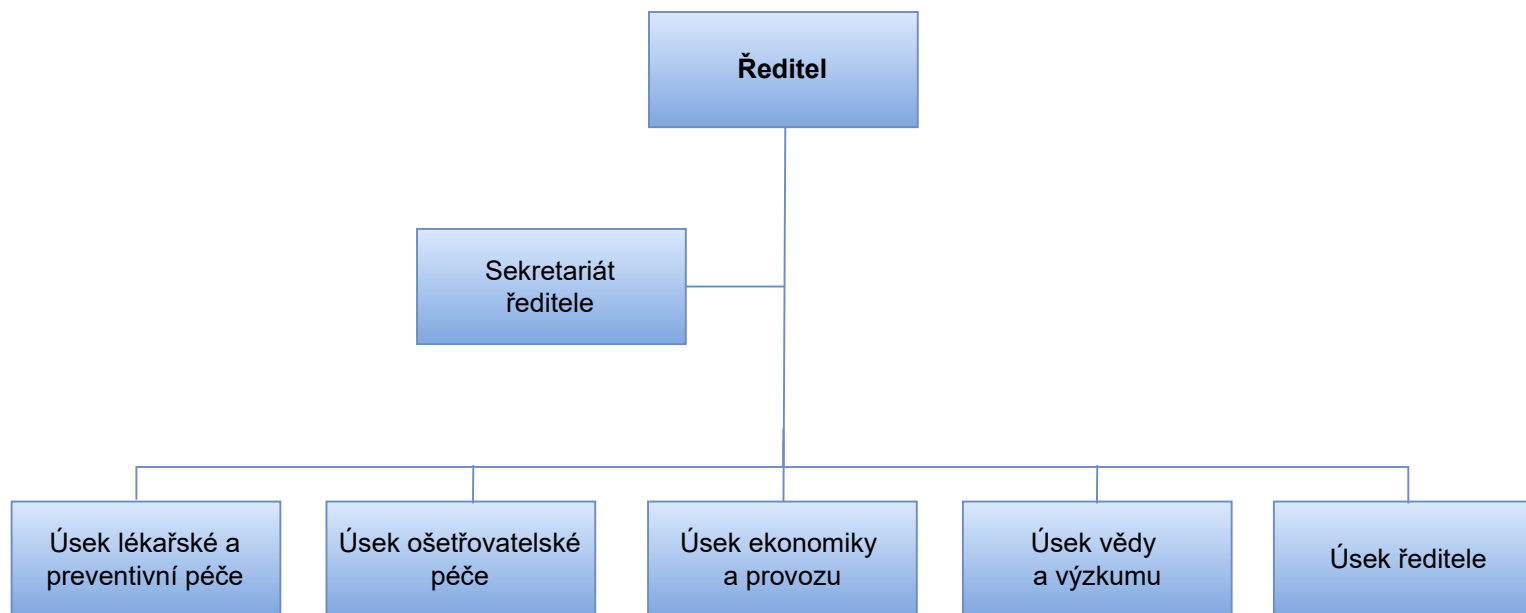 Ředitel
Sekretariát
ředitele
Úsek lékařské a
preventivní péče
Úsek ošetřovatelské
péče
Úsek ekonomiky
a provozu
Úsek vědy
a výzkumu
Úsek ředitele